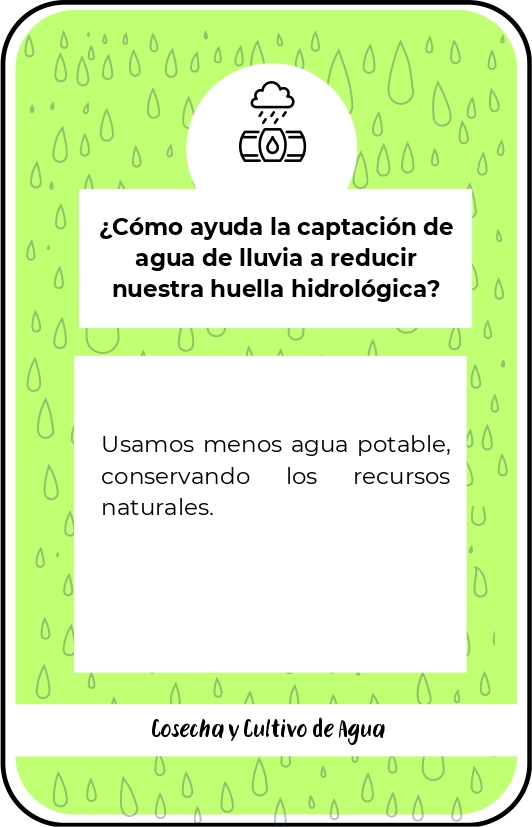 ¿Cómo ayuda la captación de
agua de lluvia a reducir
nuestra huella hidrológica?
Usamos menos agua potable,
conservando los recursos
naturales.
Cosecha y Cultivo de Agua